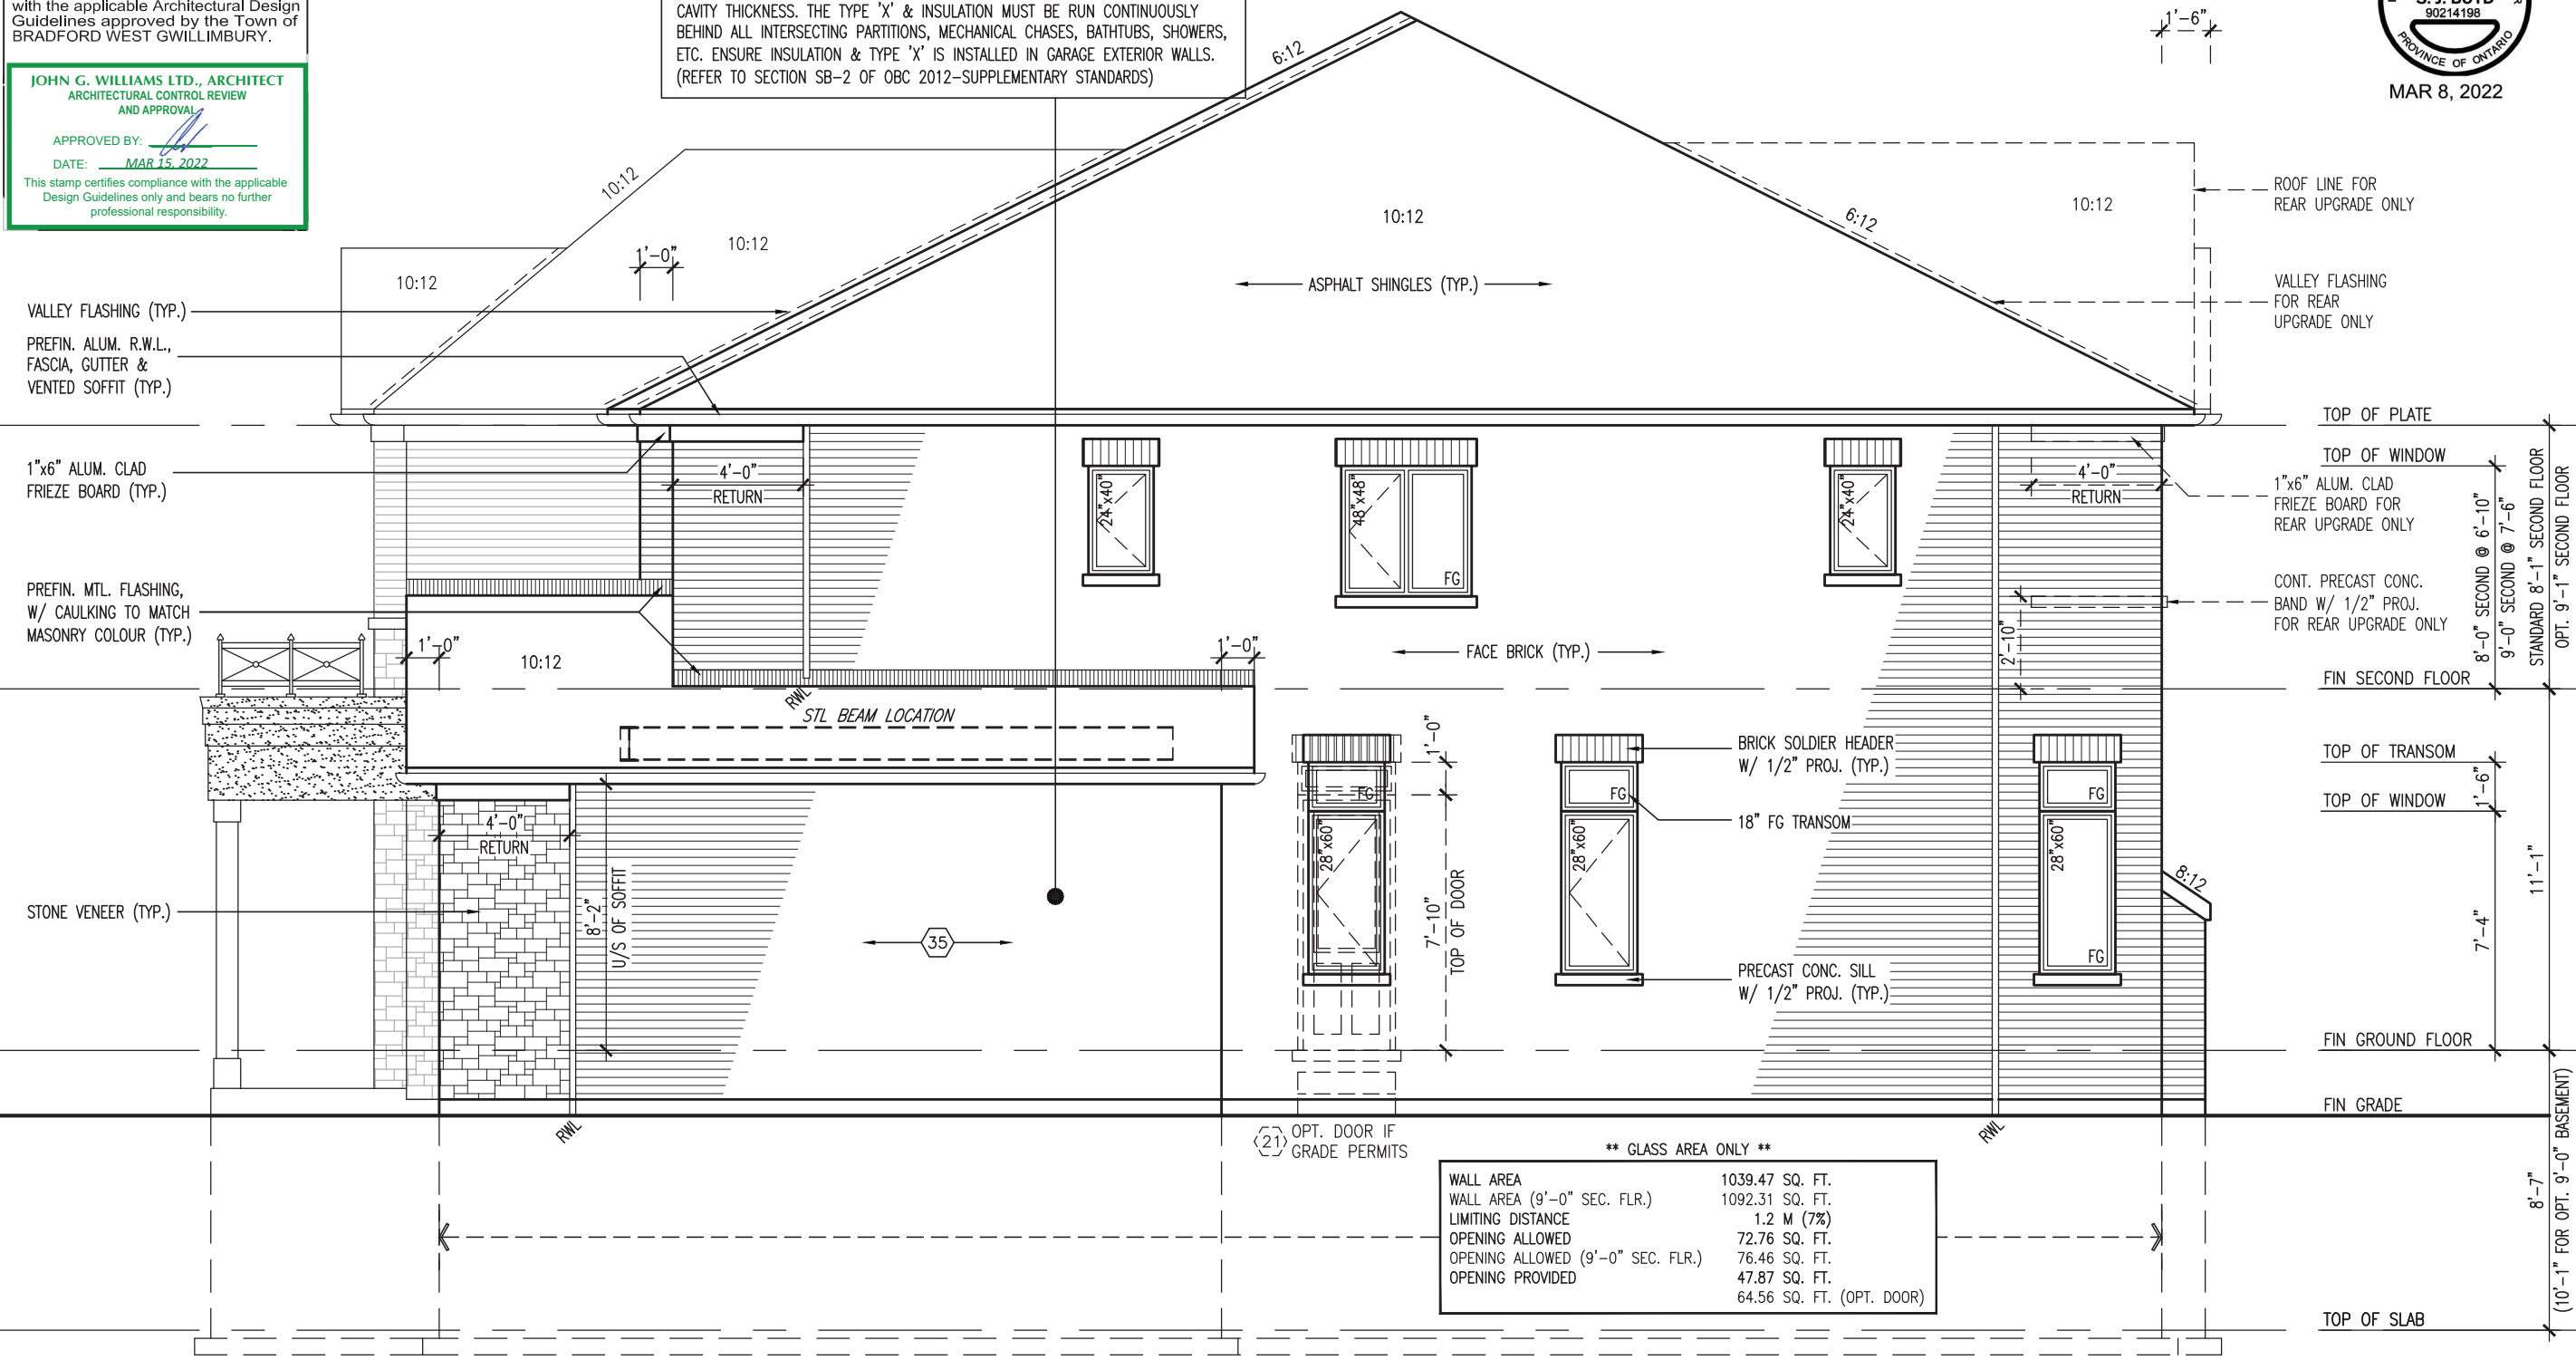 with the applicable Architectural Design
Guidelines approved by the Town of
BRADFORD WEST GWILLIMBURY.
JOHN G. WILLIAMS LTD., ARCHITECT
ARCHITECTURAL CONTROL REVIEW
AND APPROVAL
APPROVED BY:
DATE: MAR 15, 2022
This stamp certifies compliance with the applicable
Design Guidelines only and bears no further
professional responsibility.
CAVITY THICKNESS. THE TYPE 'X' & INSULATION MUST BE RUN CONTINUOUSLY
BEHIND ALL INTERSECTING PARTITIONS, MECHANICAL CHASES, BATHTUBS, SHOWERS,
ETC. ENSURE INSULATION & TYPE 'X' IS INSTALLED IN GARAGE EXTERIOR WALLS.
(REFER TO SECTION SB-2 OF OBC 2012-SUPPLEMENTARY STANDARDS)
S. J. BOYD
90214198
PROVINCE OF ONTARIO
MAR 8, 2022
1'-6"
6:12
10:12
10:12
10:12
10:12
6:12
10:12
1'-0"
ASPHALT SHINGLES (TYP.)
ROOF LINE FOR
REAR UPGRADE ONLY
VALLEY FLASHING
FOR REAR
UPGRADE ONLY
VALLEY FLASHING (TYP.)
PREFIN. ALUM. R.W.L.,
FASCIA, GUTTER &
VENTED SOFFIT (TYP.)
1"x6" ALUM. CLAD
FRIEZE BOARD (TYP.)
PREFIN. MTL. FLASHING,
W/ CAULKING TO MATCH
MASONRY COLOUR (TYP.)
STONE VENEER (TYP.)
4'-0"
RETURN
24"x40"
48"x48"
FG
24"x40"
4'-0"
RETURN
2'-10"
FACE BRICK (TYP.)
1'-0"
10:12
1'-0"
RWL
STL BEAM LOCATION
4'-0"
RETURN
8'-2"
U/S OF SOFFIT
35
FG
28"x60"
1'-0"
7'-10"
TOP OF DOOR
FG
28"x60"
BRICK SOLDIER HEADER
W/ 1/2" PROJ. (TYP.)
18" FG TRANSOM
PRECAST CONC. SILL
W/ 1/2" PROJ. (TYP.)
FG
28"x60"
FG
8:12
TOP OF PLATE
TOP OF WINDOW
1"x6" ALUM. CLAD
FRIEZE BOARD FOR
REAR UPGRADE ONLY
CONT. PRECAST CONC.
BAND W/ 1/2" PROJ.
FOR REAR UPGRADE ONLY
FIN SECOND FLOOR
TOP OF TRANSOM
TOP OF WINDOW
FIN GROUND FLOOR
FIN GRADE
TOP OF SLAB
8'-0" SECOND @ 6'-10"
9'-0" SECOND @ 7'-6"
STANDARD 8'-1" SECOND FLOOR
OPT. 9'-1" SECOND FLOOR
1'-6"
7'-4"
11'-1"
8'-7"
(10'-1" FOR OPT. 9'-0" BASEMENT)
RWL
RWL
21
OPT. DOOR IF
GRADE PERMITS
** GLASS AREA ONLY **
WALL AREA 1039.47 SQ. FT.
WALL AREA (9'-0" SEC. FLR.) 1092.31 SQ. FT.
LIMITING DISTANCE 1.2 M (7%)
OPENING ALLOWED 72.76 SQ. FT.
OPENING ALLOWED (9'-0" SEC. FLR.) 76.46 SQ. FT.
OPENING PROVIDED 47.87 SQ. FT.
64.56 SQ. FT. (OPT. DOOR)